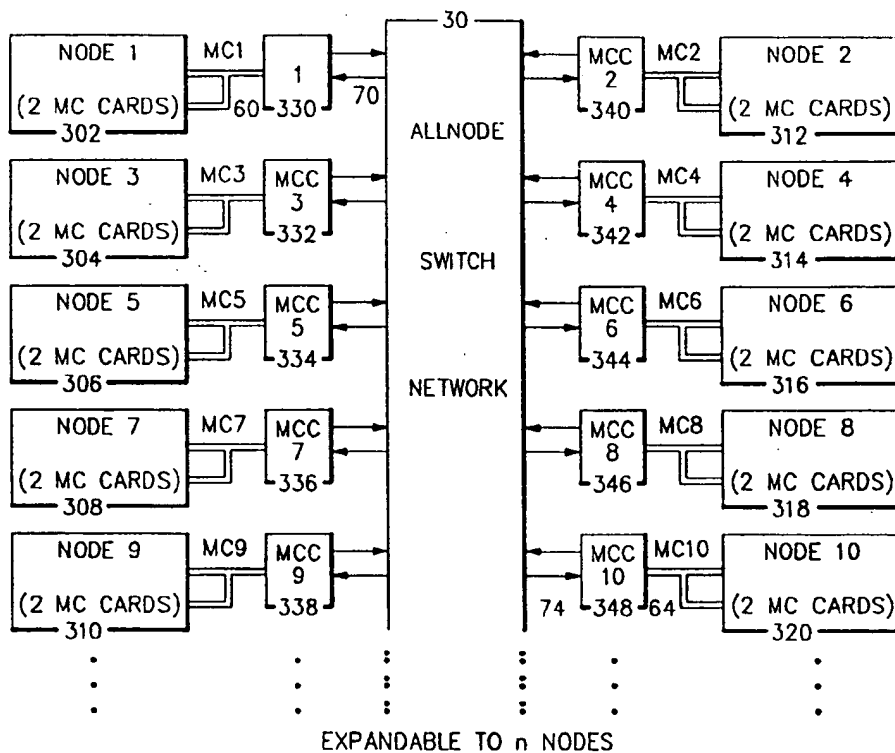 30
NODE 1
(2 MC CARDS)
302
MC1
60
1
330
70
ALLNODE
SWITCH
NETWORK
MCC
2
340
MC2
NODE 2
(2 MC CARDS)
312
NODE 3
(2 MC CARDS)
304
MC3
MCC
3
332
MCC
4
342
MC4
NODE 4
(2 MC CARDS)
314
NODE 5
(2 MC CARDS)
306
MC5
MCC
5
334
MCC
6
344
MC6
NODE 6
(2 MC CARDS)
316
NODE 7
(2 MC CARDS)
308
MC7
MCC
7
336
MCC
8
346
MC8
NODE 8
(2 MC CARDS)
318
NODE 9
(2 MC CARDS)
310
MC9
MCC
9
338
74
MCC
10
348
64
MC10
NODE 10
(2 MC CARDS)
320
EXPANDABLE TO n NODES